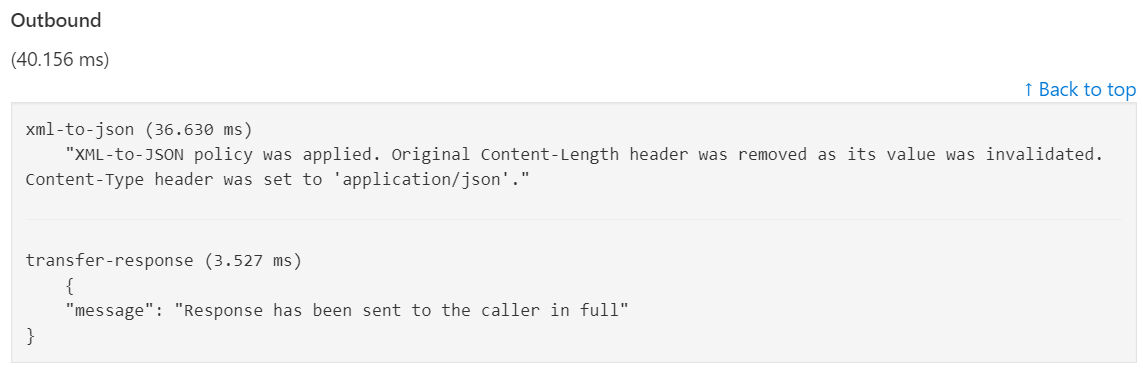 Outbound
(40.156 ms)
↑ Back to top
xml-to-json (36.630 ms)
"XML-to-JSON policy was applied. Original Content-Length header was removed as its value was invalidated.
Content-Type header was set to 'application/json'."
transfer-response (3.527 ms)
{
"message": "Response has been sent to the caller in full"
}